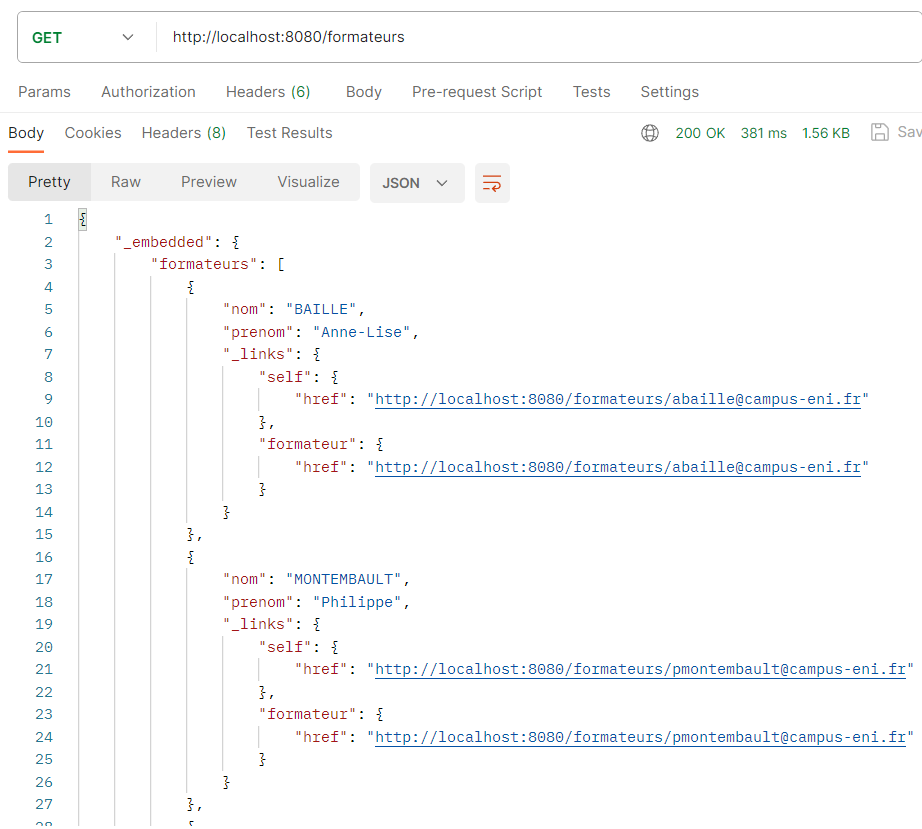 GET http://localhost:8080/formateurs
Params Authorization Headers (6) Body Pre-request Script Tests Settings
Body Cookies Headers (8) Test Results 200 OK 381 ms 1.56 KB Sav
Pretty Raw Preview Visualize JSON
1 {
2 "_embedded": {
3 "formateurs": [
4 {
5 "nom": "BAILLE",
6 "prenom": "Anne-Lise",
7 "_links": {
8 "self": {
9 "href": "http://localhost:8080/formateurs/abaille@campus-eni.fr"
10 },
11 "formateur": {
12 "href": "http://localhost:8080/formateurs/abaille@campus-eni.fr"
13 }
14 }
15 },
16 {
17 "nom": "MONTEMBAULT",
18 "prenom": "Philippe",
19 "_links": {
20 "self": {
21 "href": "http://localhost:8080/formateurs/pmontembault@campus-eni.fr"
22 },
23 "formateur": {
24 "href": "http://localhost:8080/formateurs/pmontembault@campus-eni.fr"
25 }
26 }
27 },
28 {